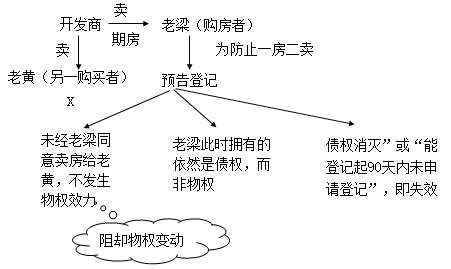 卖
开发商
老梁（购房者）
期房
卖
为防止一房二卖
老黄（另一购买者）
预告登记
X
未经老梁同
意卖房给老
黄，不发生
物权效力
老梁此时拥有的
依然是债权，而
非物权
债权消灭”或“能
登记起90天内未申
请登记”，即失效
阻却物权变动